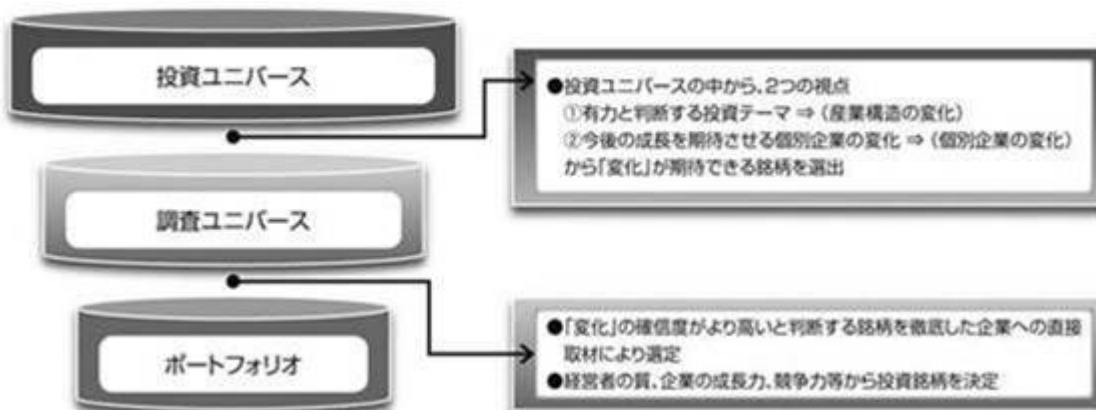 投資ユニバース
●投資ユニバースの中から、2つの視点
①有力と判断する投資テーマ ⇒ (産業構造の変化)
②今後の成長を期待させる個別企業の変化 ⇒ (個別企業の変化)
から「変化」が期待できる銘柄を選出
調査ユニバース
●「変化」の確信度がより高いと判断する銘柄を徹底した企業への直接
取材により選定
●経営者の質、企業の成長力、競争力等から投資銘柄を決定
ポートフォリオ